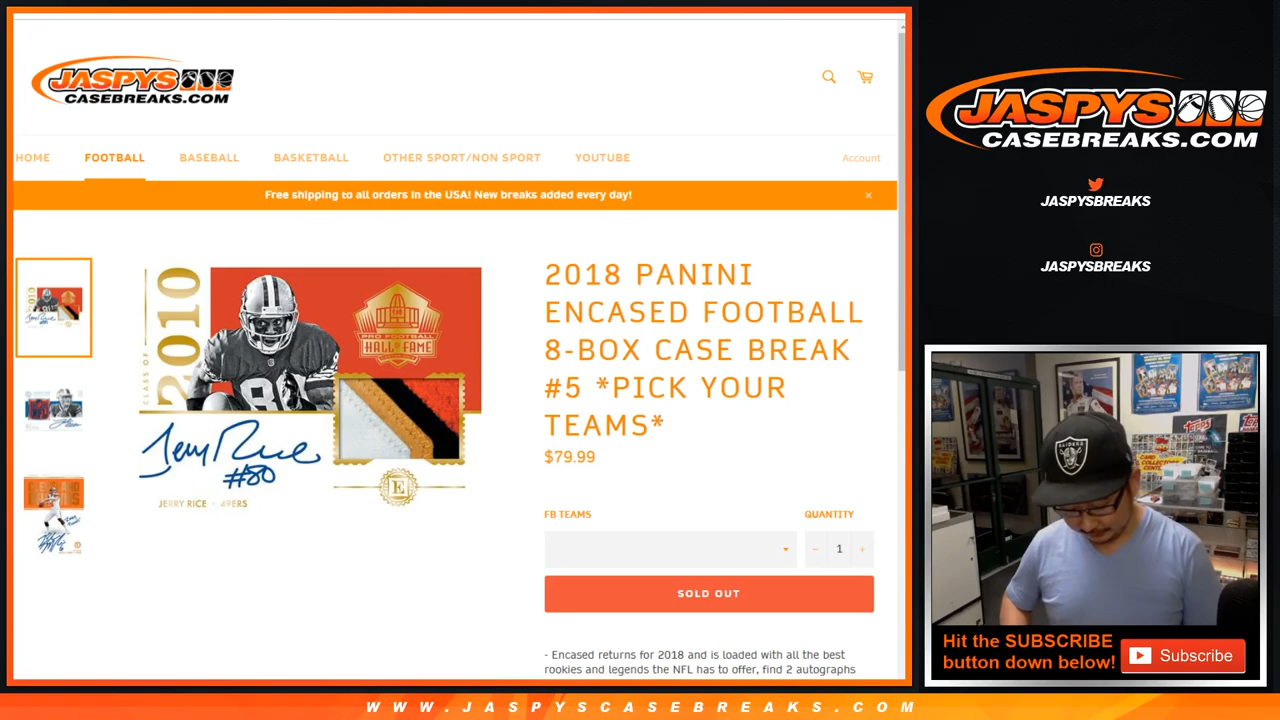 JASPYS
CASEBREAKS.COM
HOME
FOOTBALL
BASEBALL
BASKETBALL
OTHER SPORT/NON SPORT
YOUTUBE
Account
Free shipping to all orders in the USA! New breaks added every day!
×
CLASS OF
2010
PRO FOOTBALL
HALL OF FAME
80
Jerry Rice
#80
E
JERRY RICE • 49ERS
2018 PANINI
ENCASED FOOTBALL
8-BOX CASE BREAK
#5 *PICK YOUR
TEAMS*
$79.99
FB TEAMS
QUANTITY
− 1 +
SOLD OUT
- Encased returns for 2018 and is loaded with all the best
rookies and legends the NFL has to offer, find 2 autographs
JASPYS
CASEBREAKS.COM
JASPYSBREAKS
JASPYSBREAKS
RAIDERS
TOPPS
Hit the SUBSCRIBE
button down below!
Subscribe
WWW.JASPYSCASEBREAKS.COM